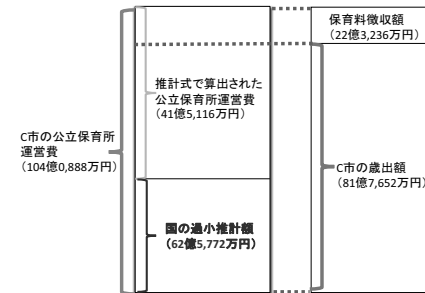 保育料徴収額
(22億3,236万円)
推計式で算出された
公立保育所運営費
(41億5,116万円)
C市の公立保育所
運営費
(104億0,888万円)
C市の歳出額
(81億7,652万円)
国の過小推計額
(62億5,772万円)